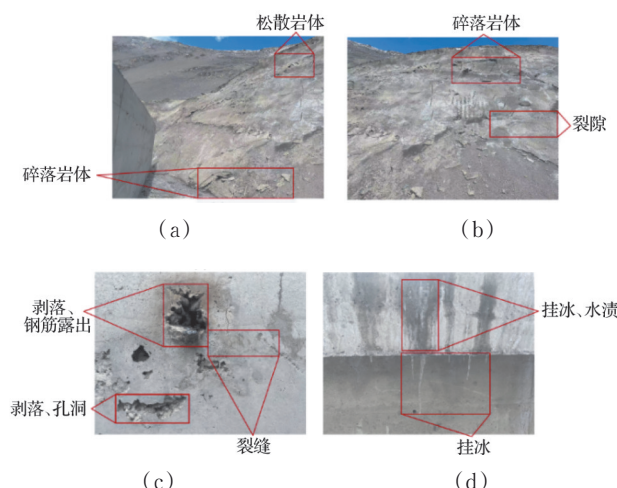 松散岩体
碎落岩体
碎落岩体
裂隙
(a)
(b)
剥落、
钢筋露出
挂冰、水渍
剥落、孔洞
裂缝
挂冰
(c)
(d)